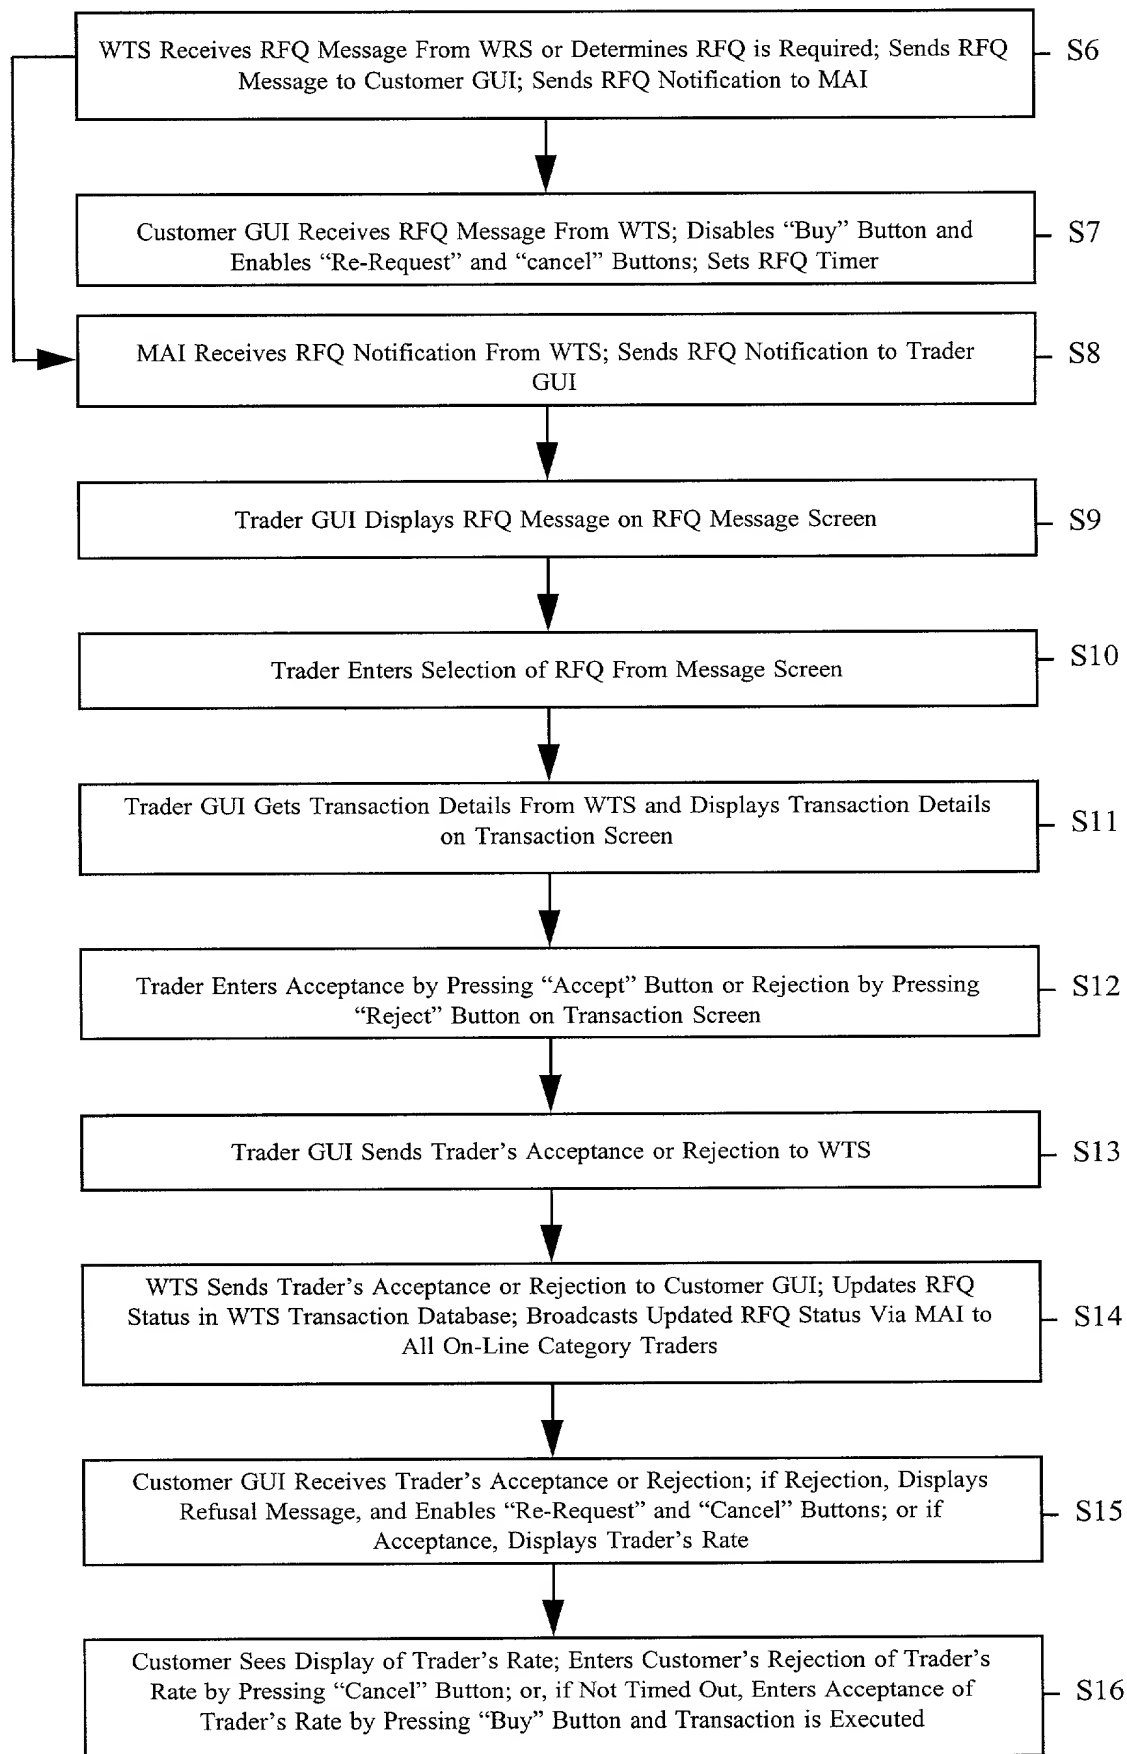 WTS Receives RFQ Message From WRS or Determines RFQ is Required; Sends RFQ
Message to Customer GUI; Sends RFQ Notification to MAI
S6
Customer GUI Receives RFQ Message From WTS; Disables “Buy” Button and
Enables “Re-Request” and “cancel” Buttons; Sets RFQ Timer
S7
MAI Receives RFQ Notification From WTS; Sends RFQ Notification to Trader
GUI
S8
Trader GUI Displays RFQ Message on RFQ Message Screen
S9
Trader Enters Selection of RFQ From Message Screen
S10
Trader GUI Gets Transaction Details From WTS and Displays Transaction Details
on Transaction Screen
S11
Trader Enters Acceptance by Pressing “Accept” Button or Rejection by Pressing
“Reject” Button on Transaction Screen
S12
Trader GUI Sends Trader’s Acceptance or Rejection to WTS
S13
WTS Sends Trader’s Acceptance or Rejection to Customer GUI; Updates RFQ
Status in WTS Transaction Database; Broadcasts Updated RFQ Status Via MAI to
All On-Line Category Traders
S14
Customer GUI Receives Trader’s Acceptance or Rejection; if Rejection, Displays
Refusal Message, and Enables “Re-Request” and “Cancel” Buttons; or if
Acceptance, Displays Trader’s Rate
S15
Customer Sees Display of Trader’s Rate; Enters Customer’s Rejection of Trader’s
Rate by Pressing “Cancel” Button; or, if Not Timed Out, Enters Acceptance of
Trader’s Rate by Pressing “Buy” Button and Transaction is Executed
S16